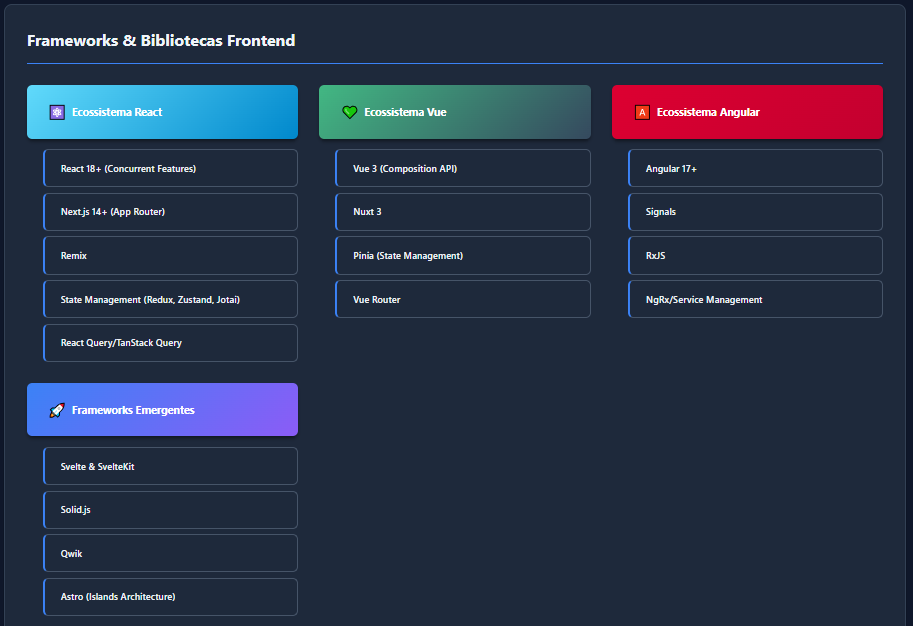 Frameworks & Bibliotecas Frontend
Ecossistema React
React 18+ (Concurrent Features)
Next.js 14+ (App Router)
Remix
State Management (Redux, Zustand, Jotai)
React Query/TanStack Query
Ecossistema Vue
Vue 3 (Composition API)
Nuxt 3
Pinia (State Management)
Vue Router
A Ecossistema Angular
Angular 17+
Signals
RxJS
NgRx/Service Management
Frameworks Emergentes
Svelte & SvelteKit
Solid.js
Qwik
Astro (Islands Architecture)